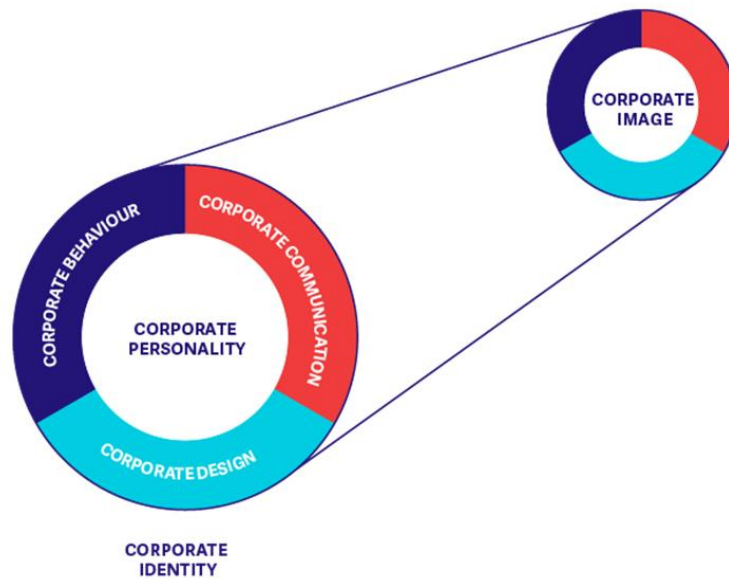 CORPORATE
IMAGE
CORPORATE BEHAVIOUR
CORPORATE COMMUNICATION
CORPORATE
PERSONALITY
CORPORATE DESIGN
CORPORATE
IDENTITY